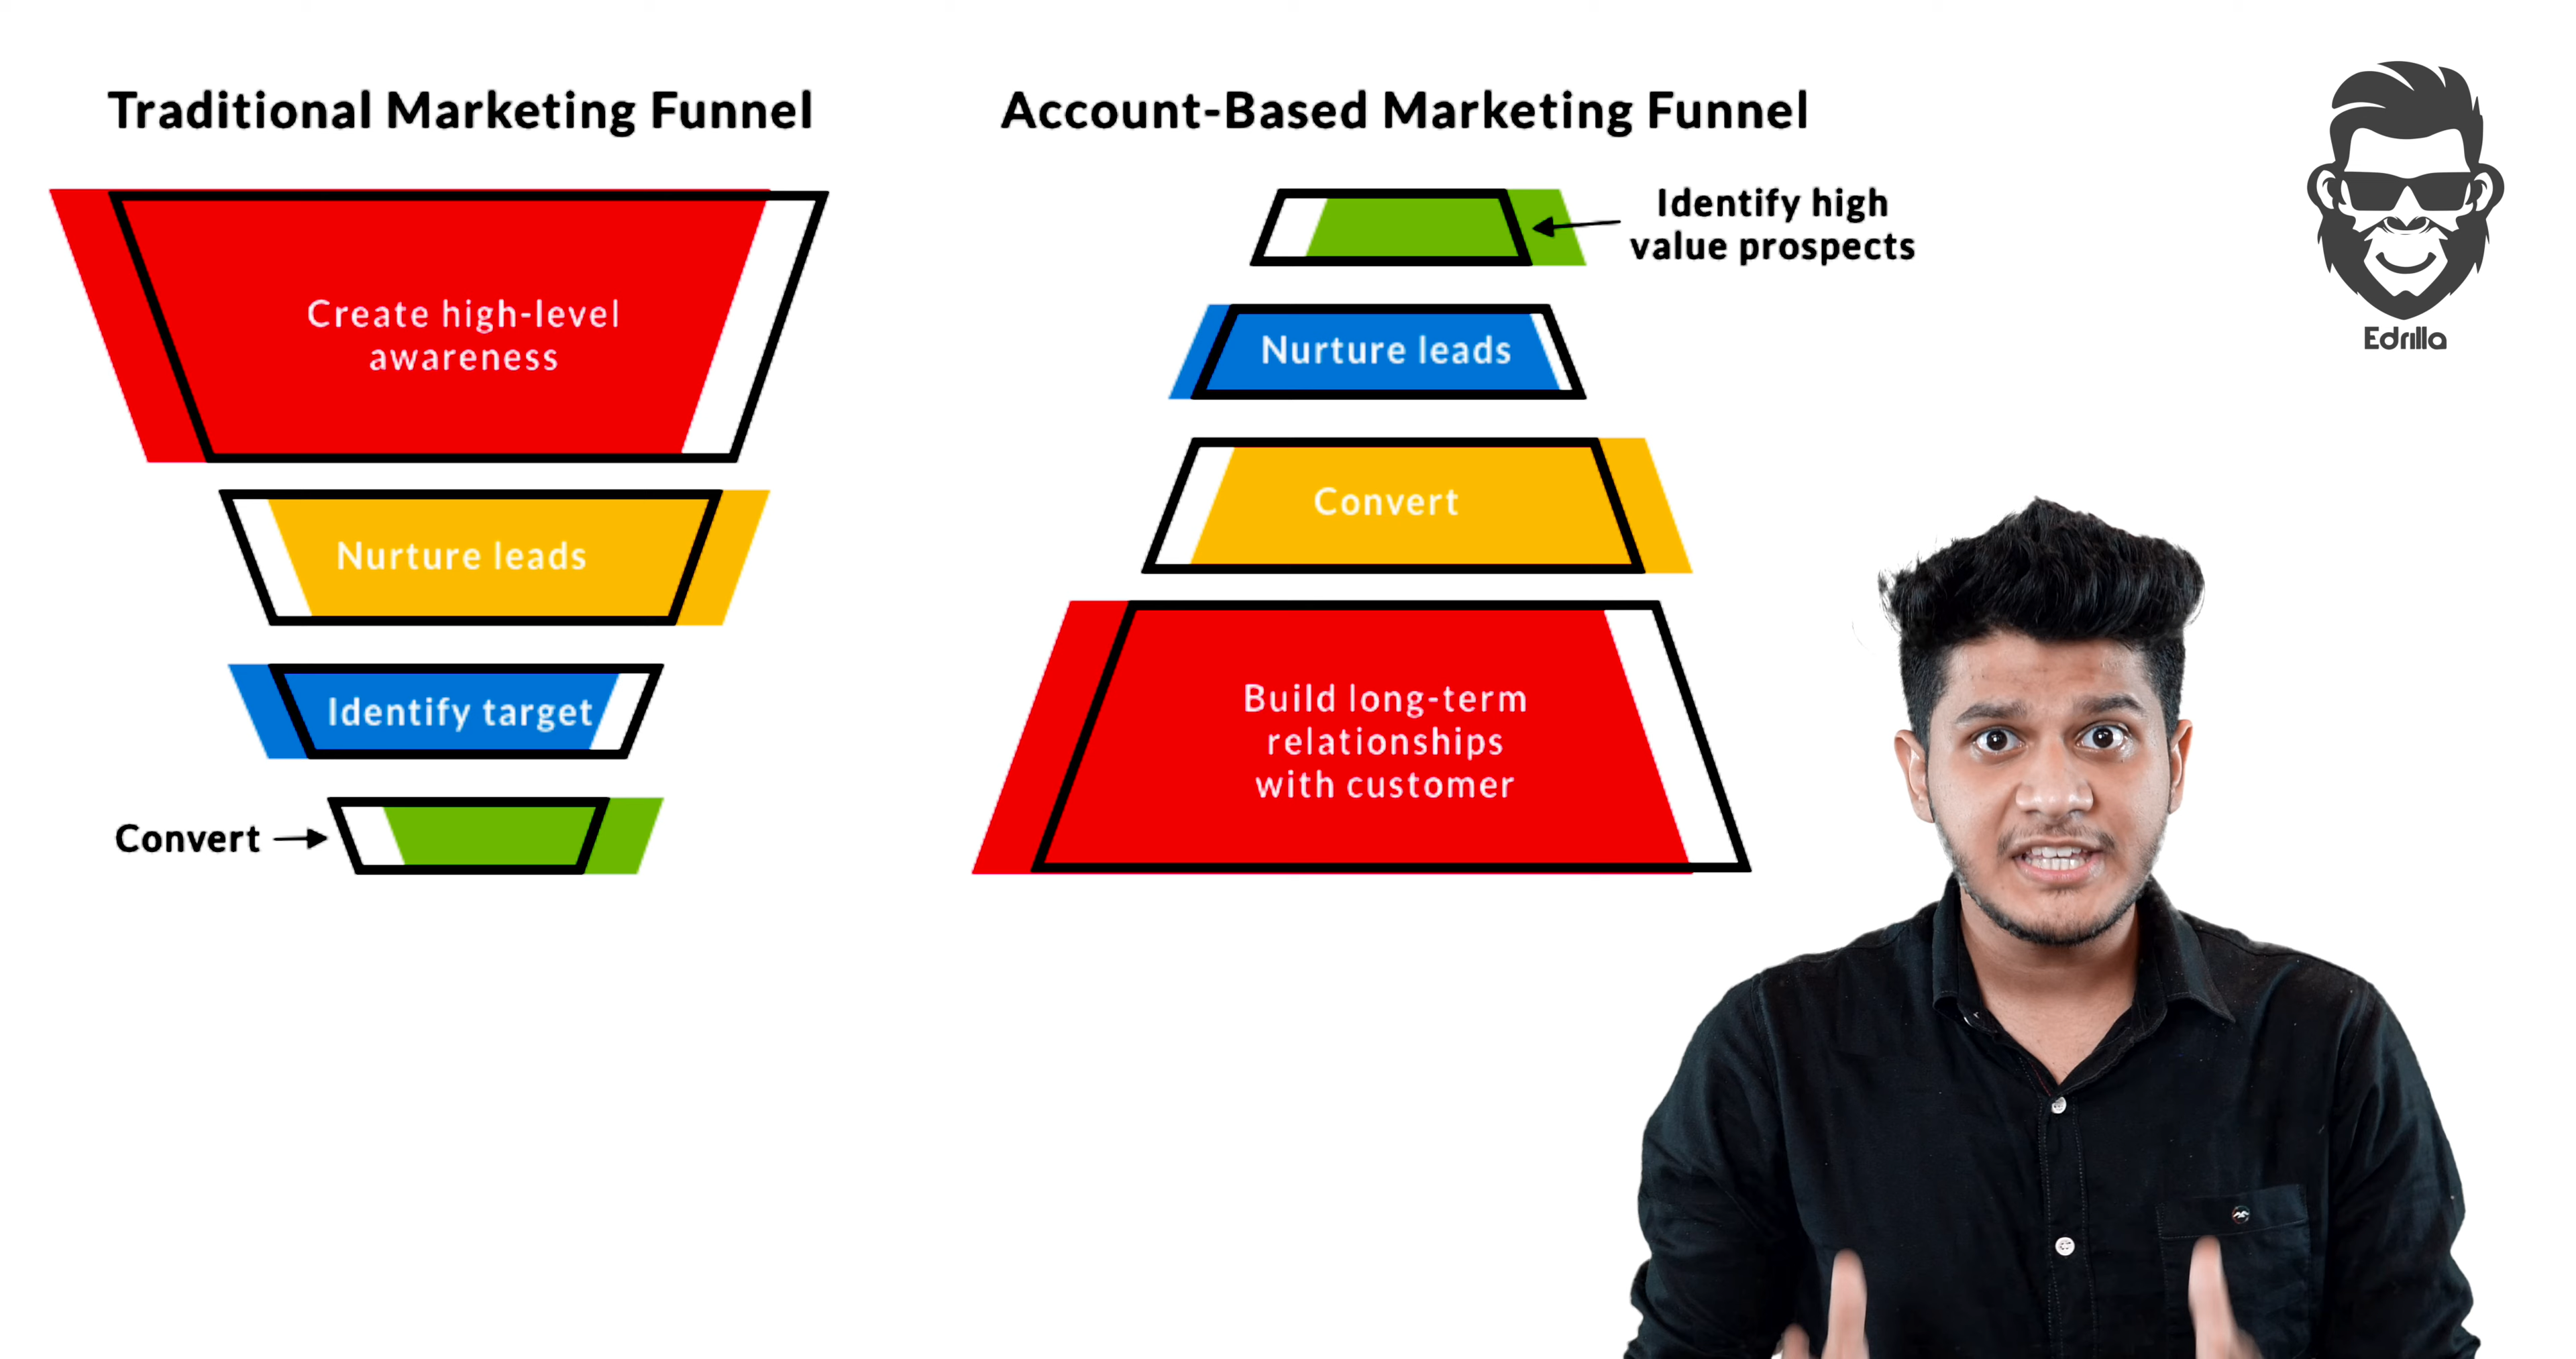 Traditional Marketing Funnel
Create high-level
awareness
Nurture leads
Identify target
Convert
Account-Based Marketing Funnel
Identify high
value prospects
Nurture leads
Convert
Build long-term
relationships
with customer
Edrilla